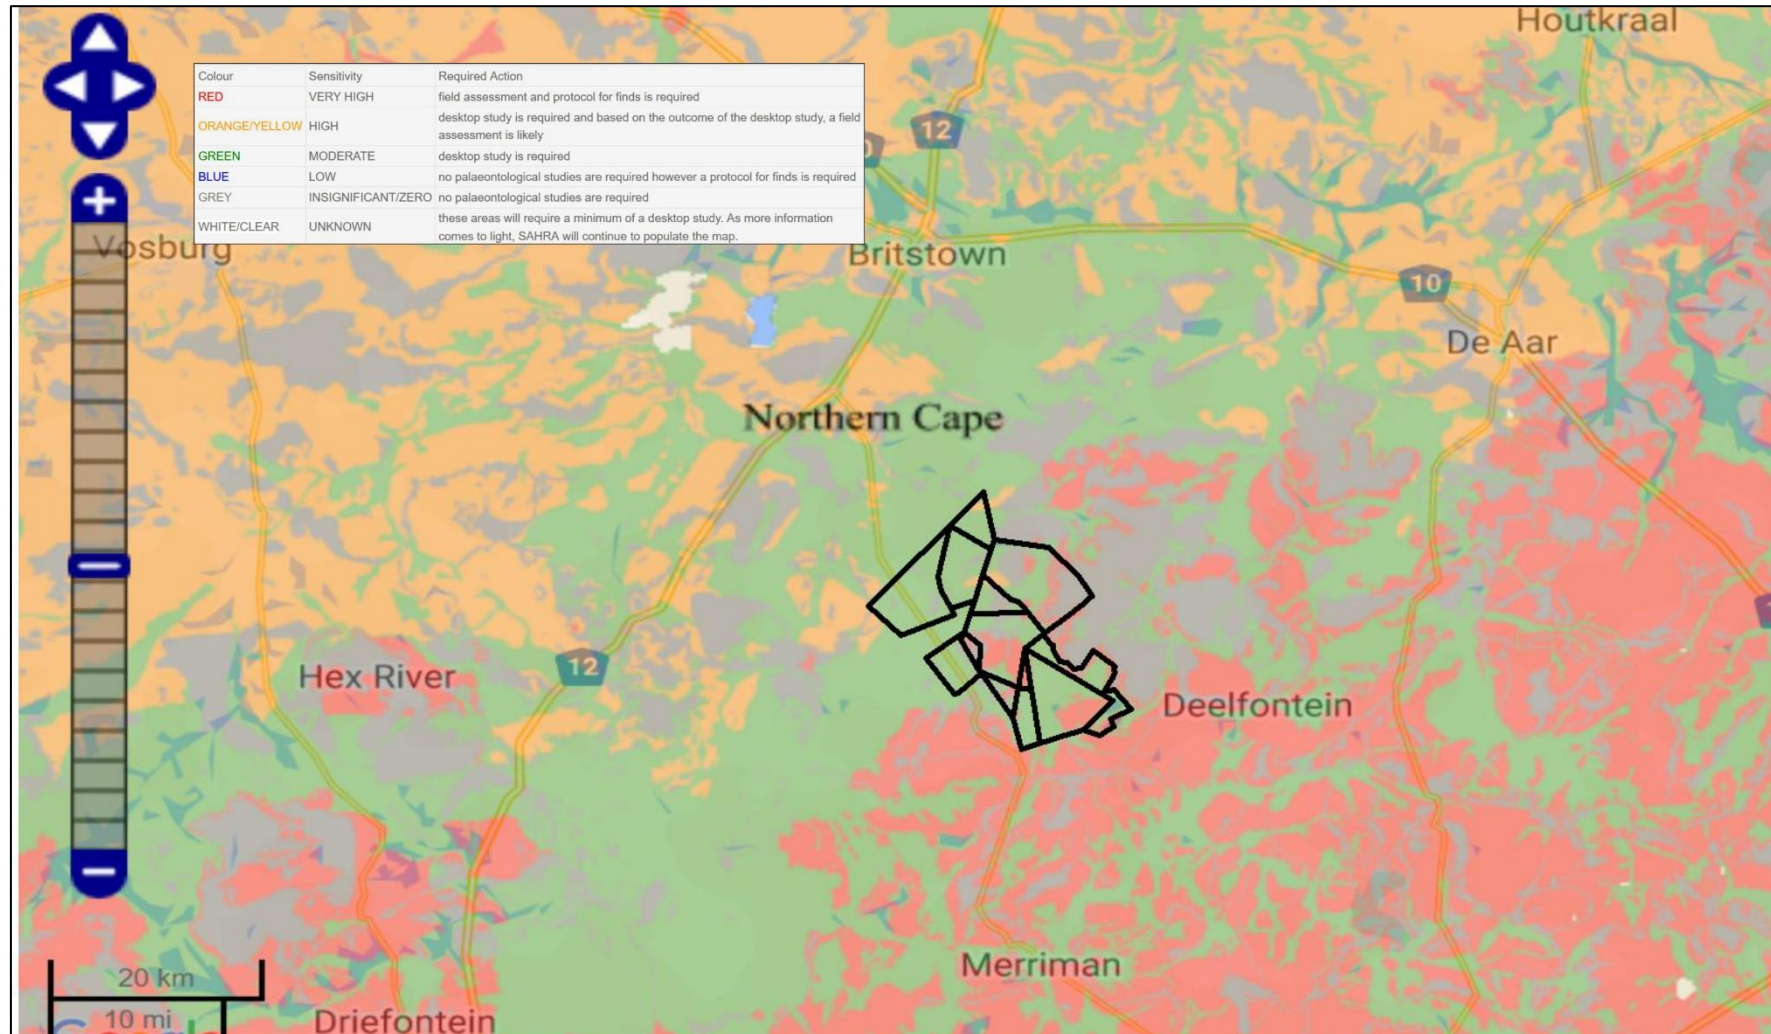 Houtkraal
Colour Sensitivity Required Action
RED VERY HIGH field assessment and protocol for finds is required
ORANGE/YELLOW HIGH desktop study is required and based on the outcome of the desktop study, a field
assessment is likely
GREEN MODERATE desktop study is required
BLUE LOW no palaeontological studies are required however a protocol for finds is required
GREY INSIGNIFICANT/ZERO no palaeontological studies are required
WHITE/CLEAR UNKNOWN these areas will require a minimum of a desktop study. As more information
comes to light, SAHRA will continue to populate the map.
12
Vosburg
Britstown
10
De Aar
Northern Cape
Hex River
12
Deelfontein
Merriman
20 km
10 mi
Driefontein